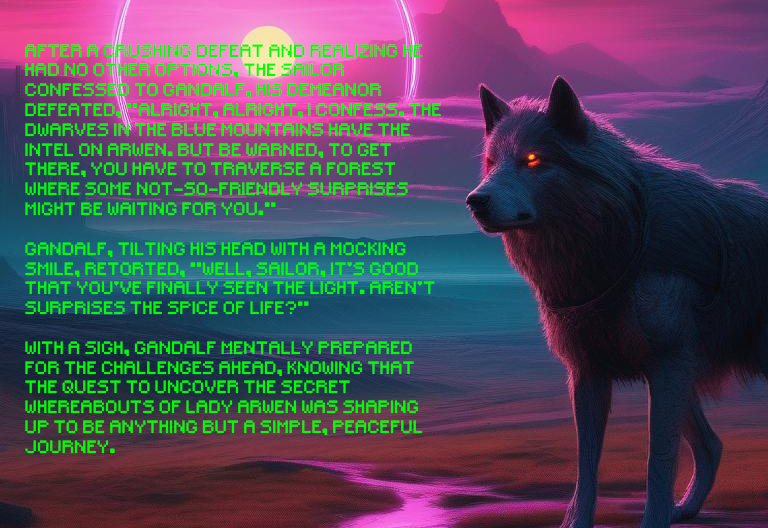 AFTER A CRUSHING DEFEAT AND REALIZING HE
HAD NO OTHER OPTIONS, THE SAILOR
CONFESSED TO GANDALF, HIS DEMEANOR
DEFEATED, "ALRIGHT, ALRIGHT, I CONFESS. THE
DWARVES IN THE BLUE MOUNTAINS HAVE THE
INTEL ON ARWEN. BUT BE WARNED, TO GET
THERE, YOU HAVE TO TRAVERSE A FOREST
WHERE SOME NOT-SO-FRIENDLY SURPRISES
MIGHT BE WAITING FOR YOU."
GANDALF, TILTING HIS HEAD WITH A MOCKING
SMILE, RETORTED, "WELL, SAILOR, IT'S GOOD
THAT YOU'VE FINALLY SEEN THE LIGHT. AREN'T
SURPRISES THE SPICE OF LIFE?"
WITH A SIGH, GANDALF MENTALLY PREPARED
FOR THE CHALLENGES AHEAD, KNOWING THAT
THE QUEST TO UNCOVER THE SECRET
WHEREABOUTS OF LADY ARWEN WAS SHAPING
UP TO BE ANYTHING BUT A SIMPLE, PEACEFUL
JOURNEY.